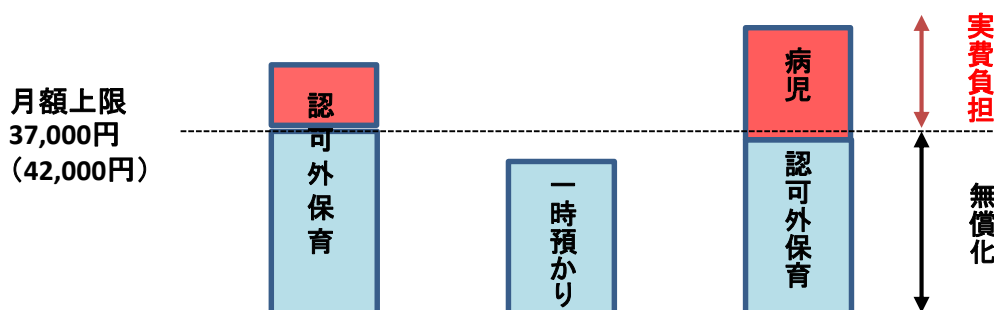 月額上限
37,000円
(42,000円)
認可外保育
一時預かり
病児
認可外保育
実費負担
無償化